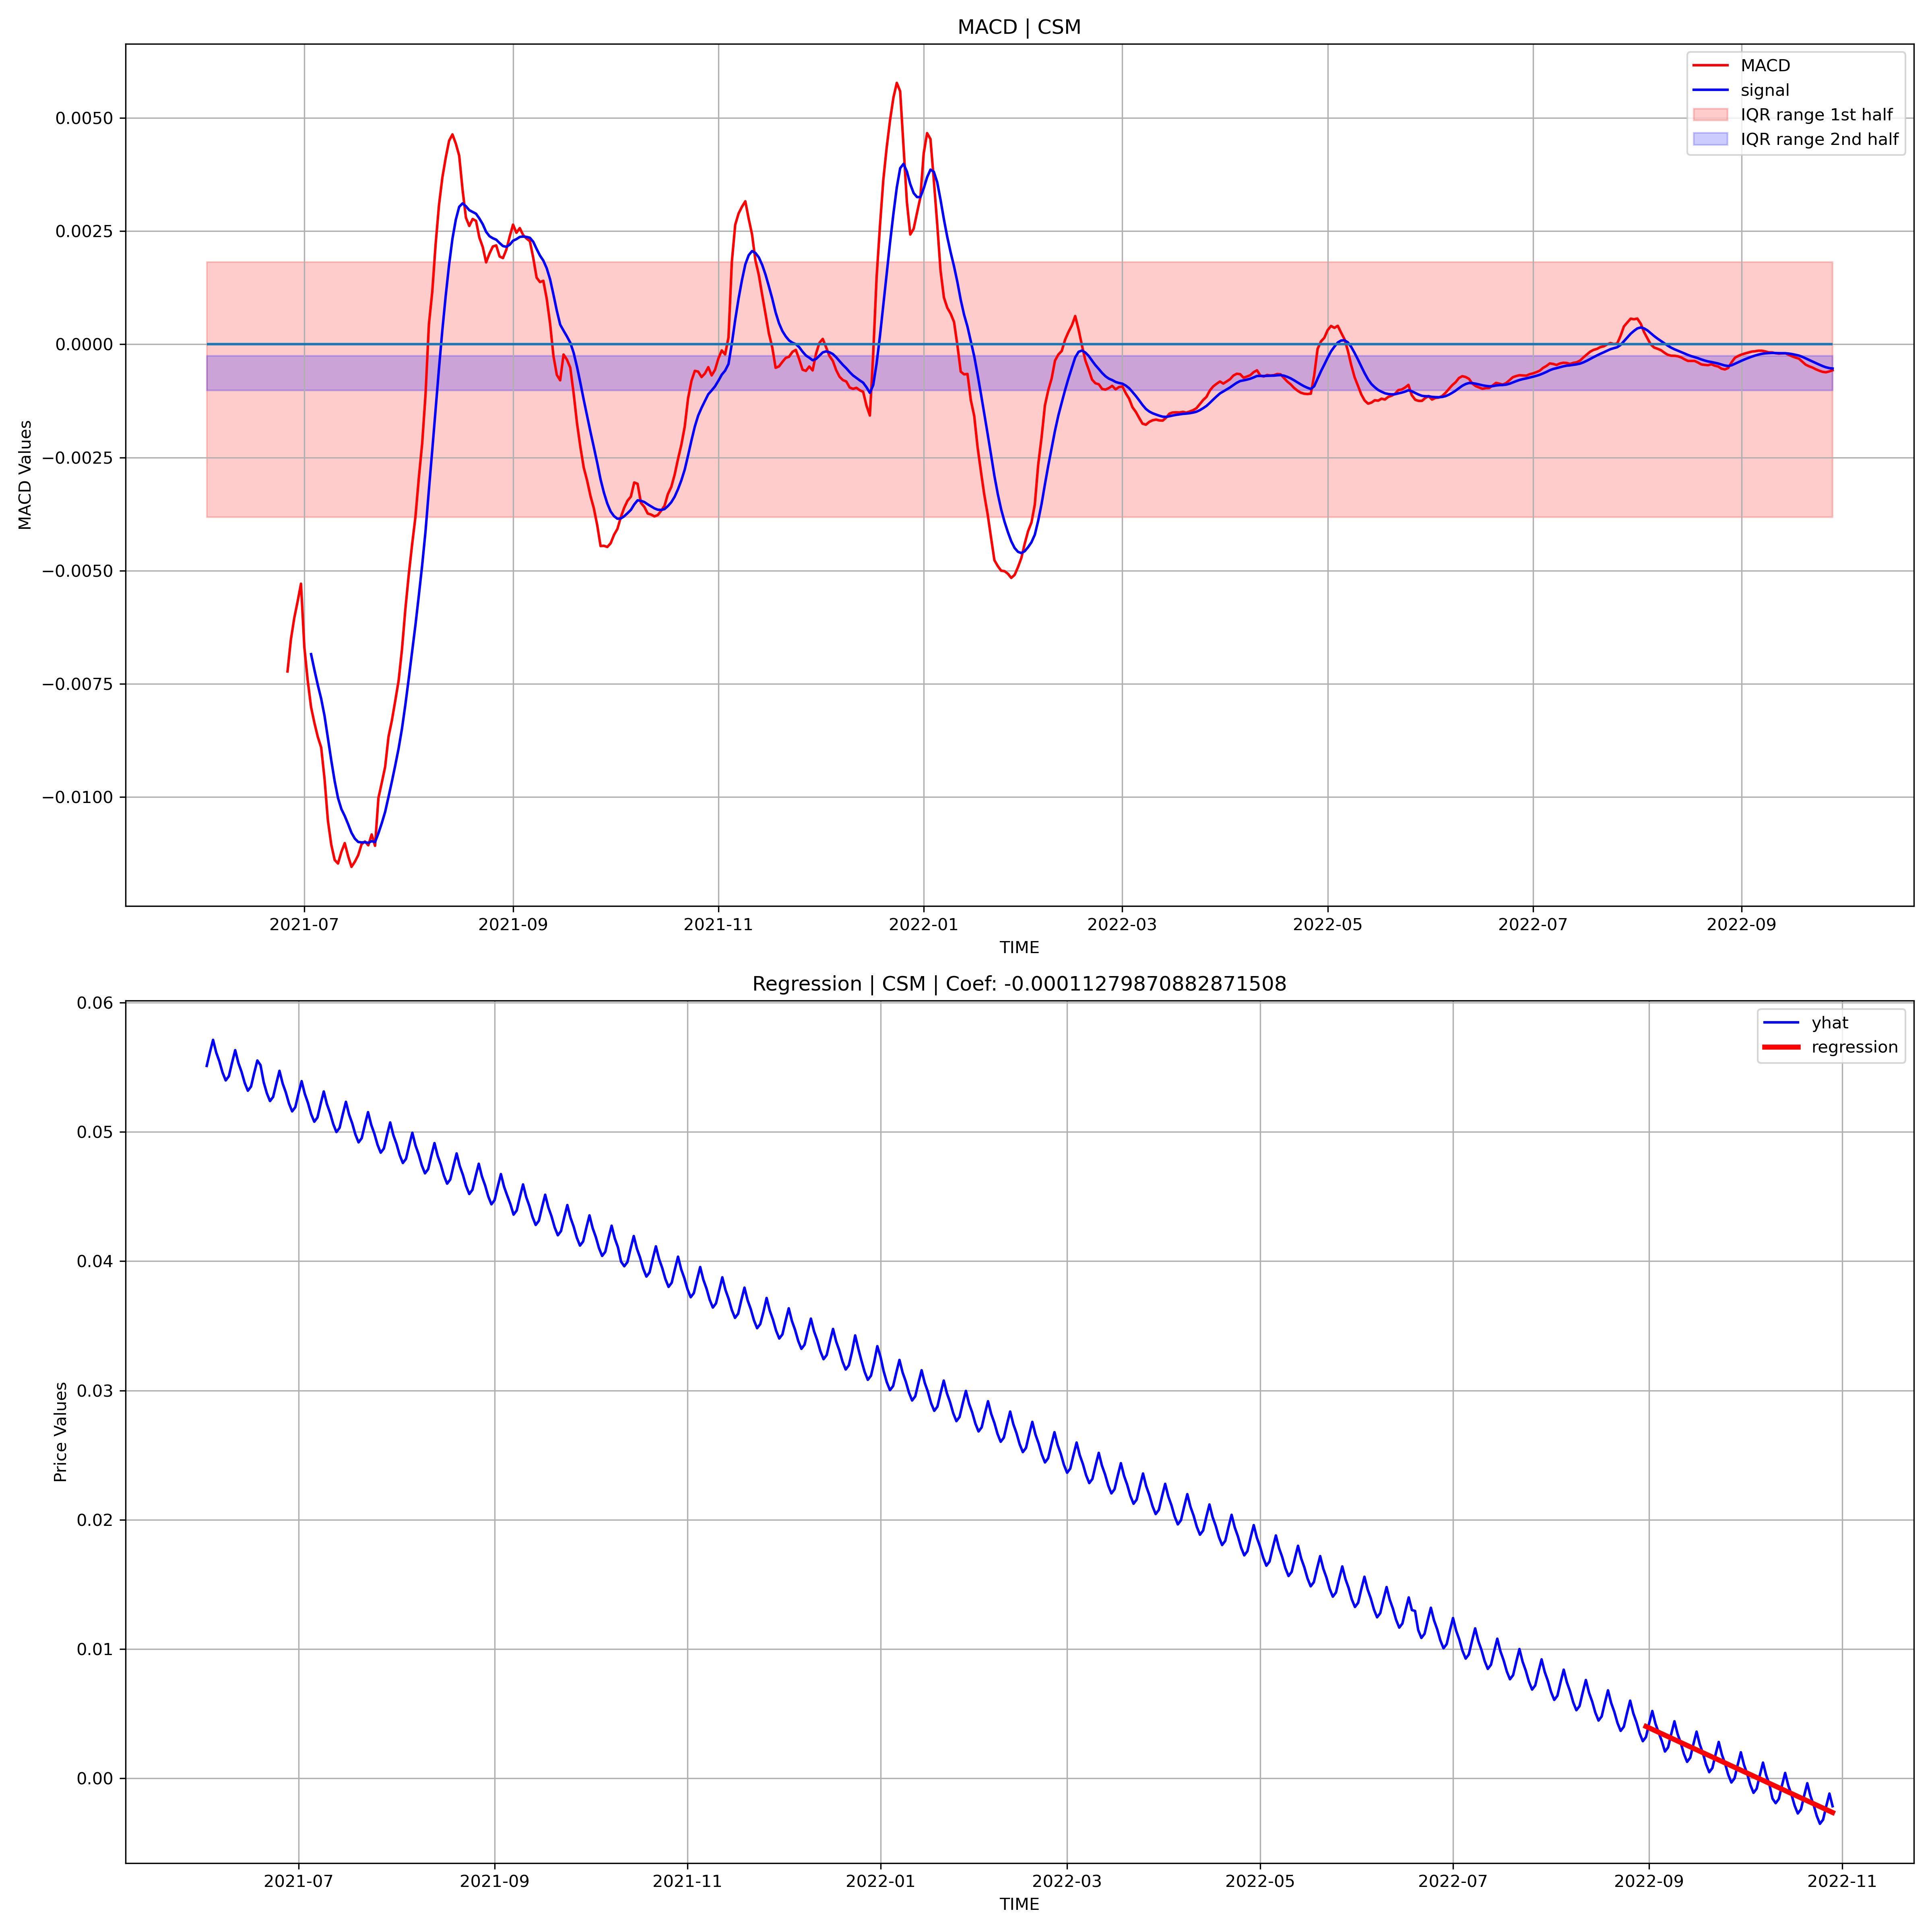 MACD | CSM
MACD
signal
IQR range 1st half
IQR range 2nd half
0.0050
0.0025
0.0000
−0.0025
−0.0050
−0.0075
−0.0100
MACD Values
2021-07 2021-09 2021-11 2022-01 2022-03 2022-05 2022-07 2022-09
TIME
Regression | CSM | Coef: -0.00011279870882871508
yhat
regression
0.06
0.05
0.04
0.03
0.02
0.01
0.00
Price Values
2021-07 2021-09 2021-11 2022-01 2022-03 2022-05 2022-07 2022-09 2022-11
TIME